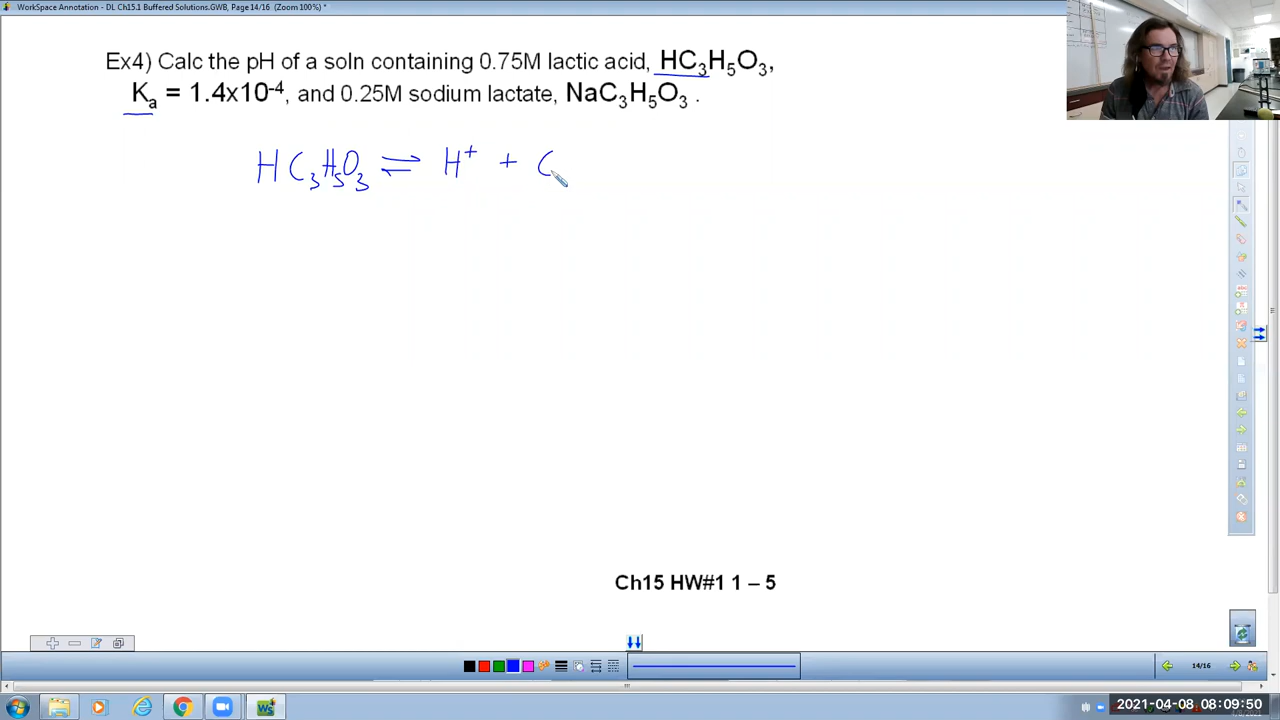 WorkSpace Annotation - DL Ch15.1 Buffered Solutions.GWB, Page 14/16 (Zoom 100%) *
Ex4) Calc the pH of a soln containing 0.75M lactic acid, HC₃H₅O₃,
Kₐ = 1.4x10⁻⁴, and 0.25M sodium lactate, NaC₃H₅O₃ .
HC₃H₅O₃ ⇌ H⁺ + C
Ch15 HW#1 1 – 5
14/16
2021-04-08 08:09:50